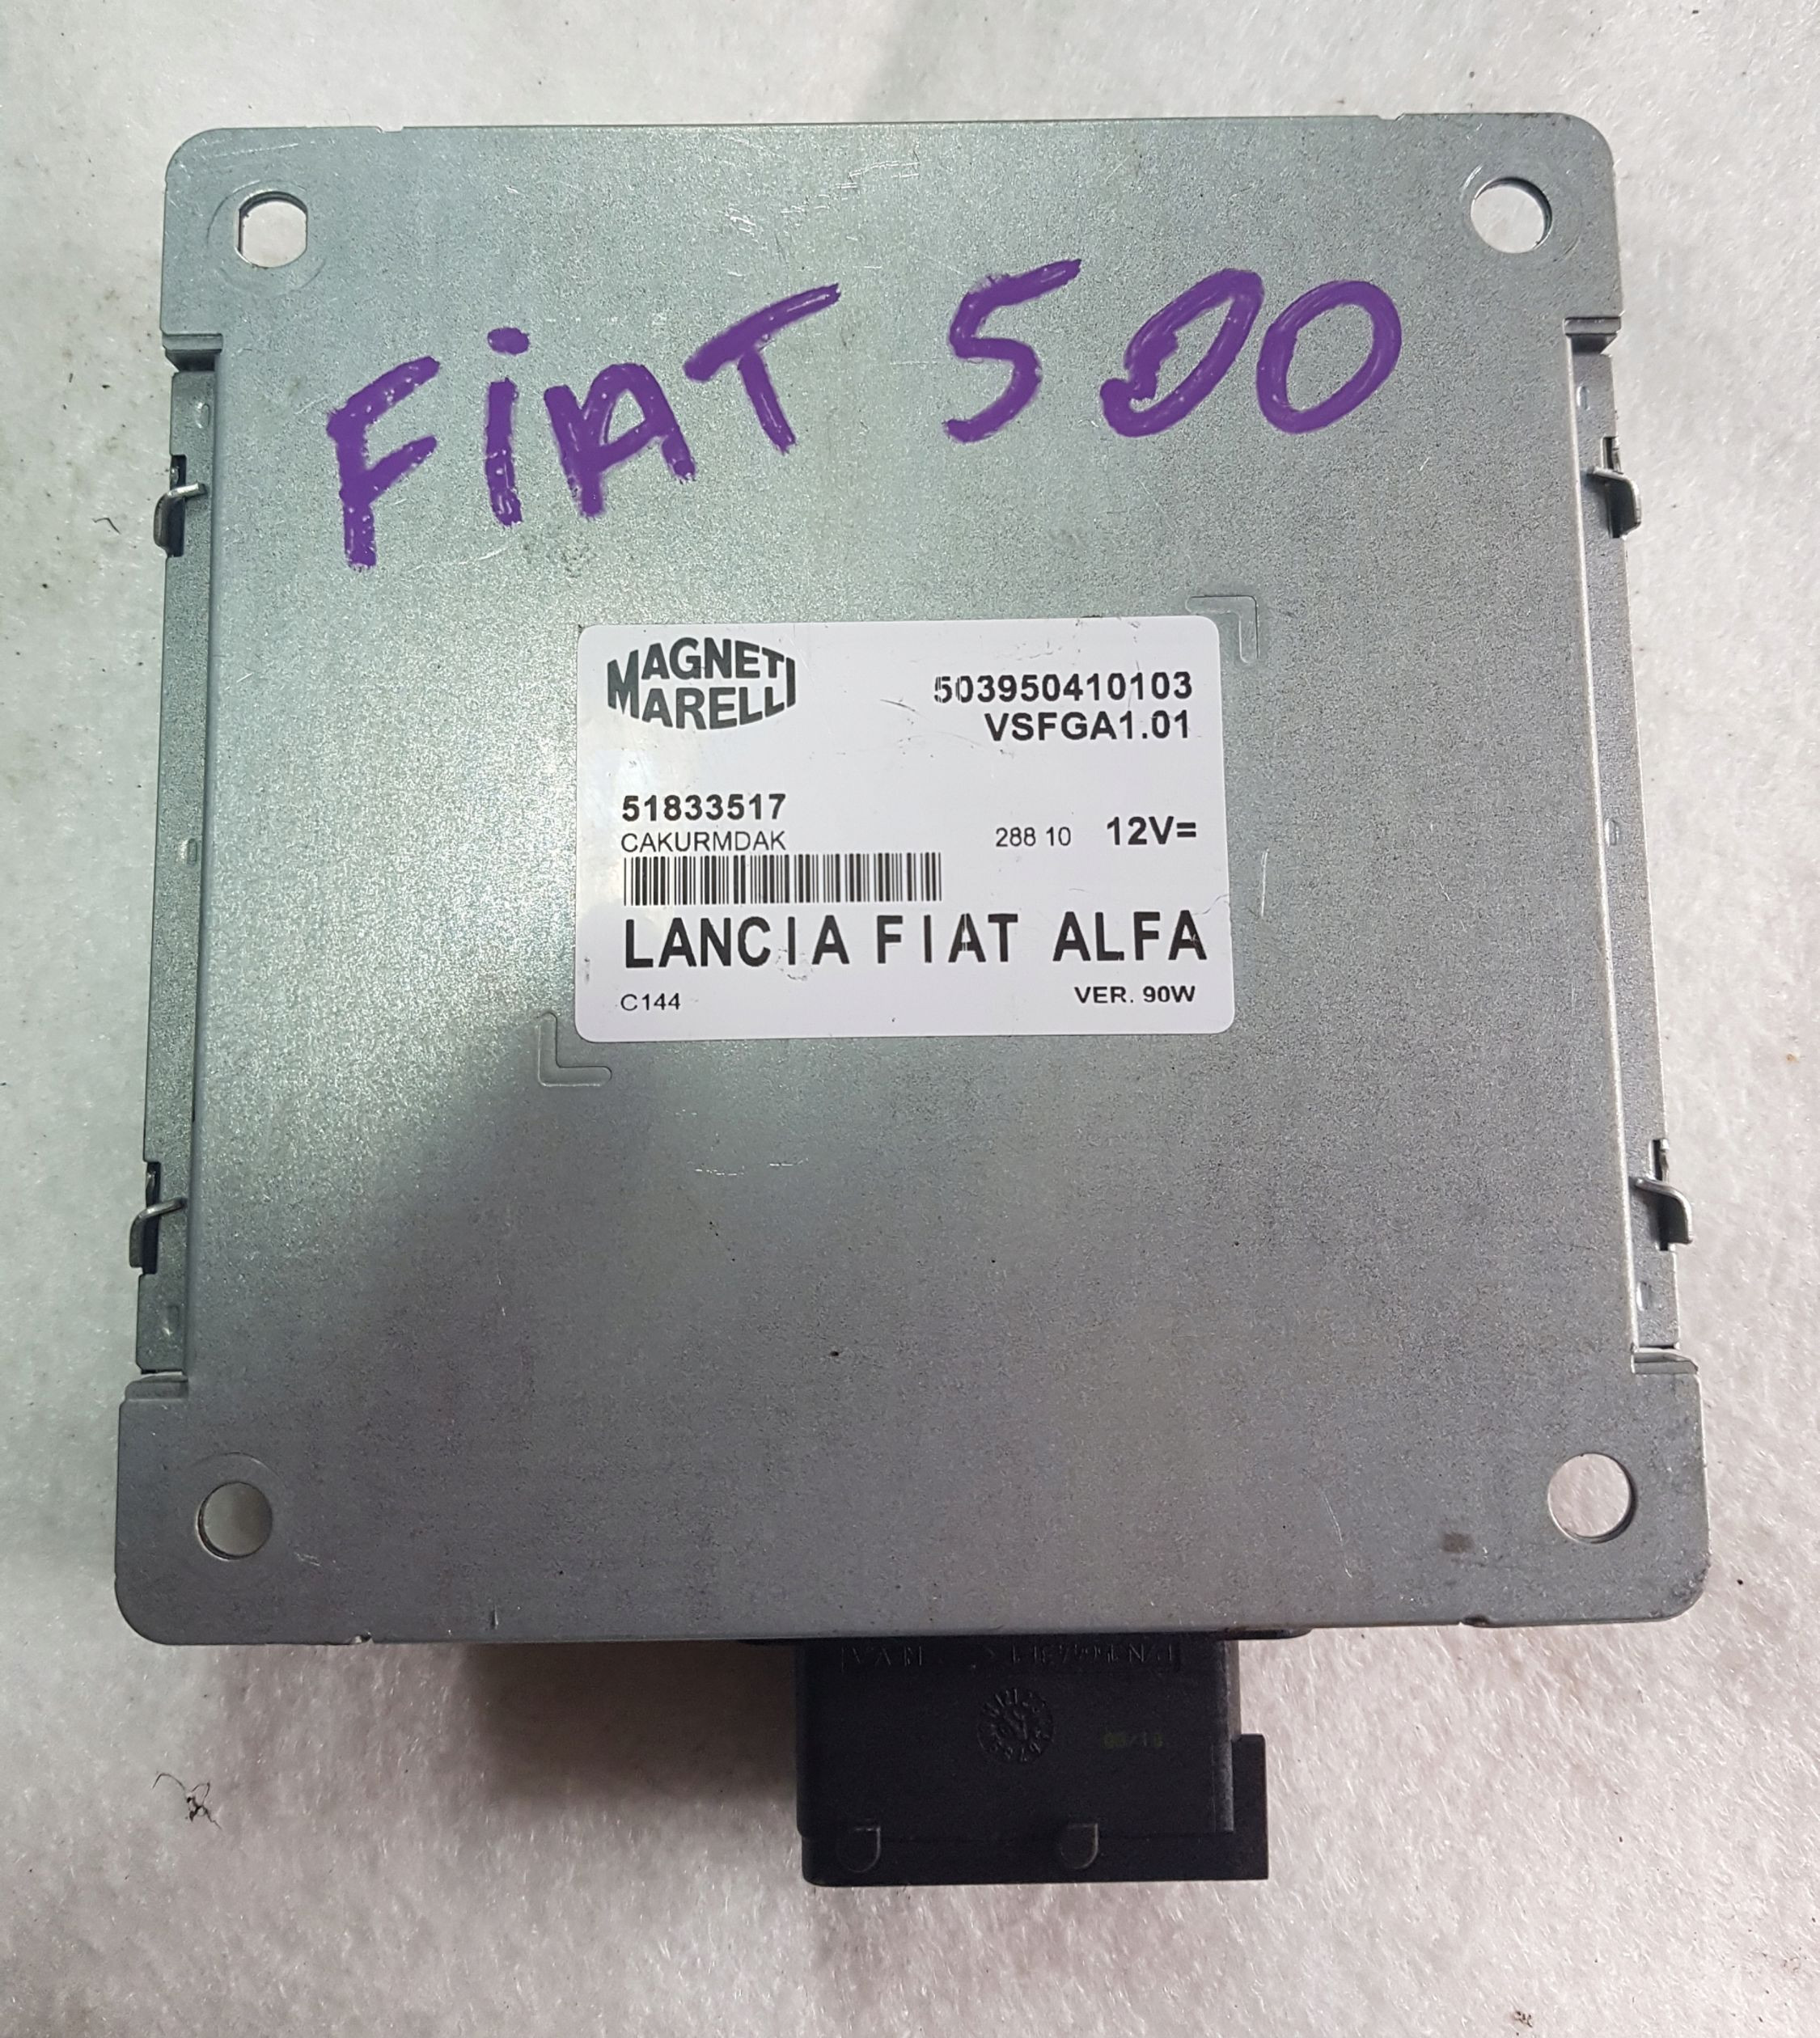 FiAT 500
MAGNETI
MARELLI
503950410103
VSFGA1.01
51833517
CAKURMDAK
288 10 12V=
LANCIA FIAT ALFA
C144 VER. 90W